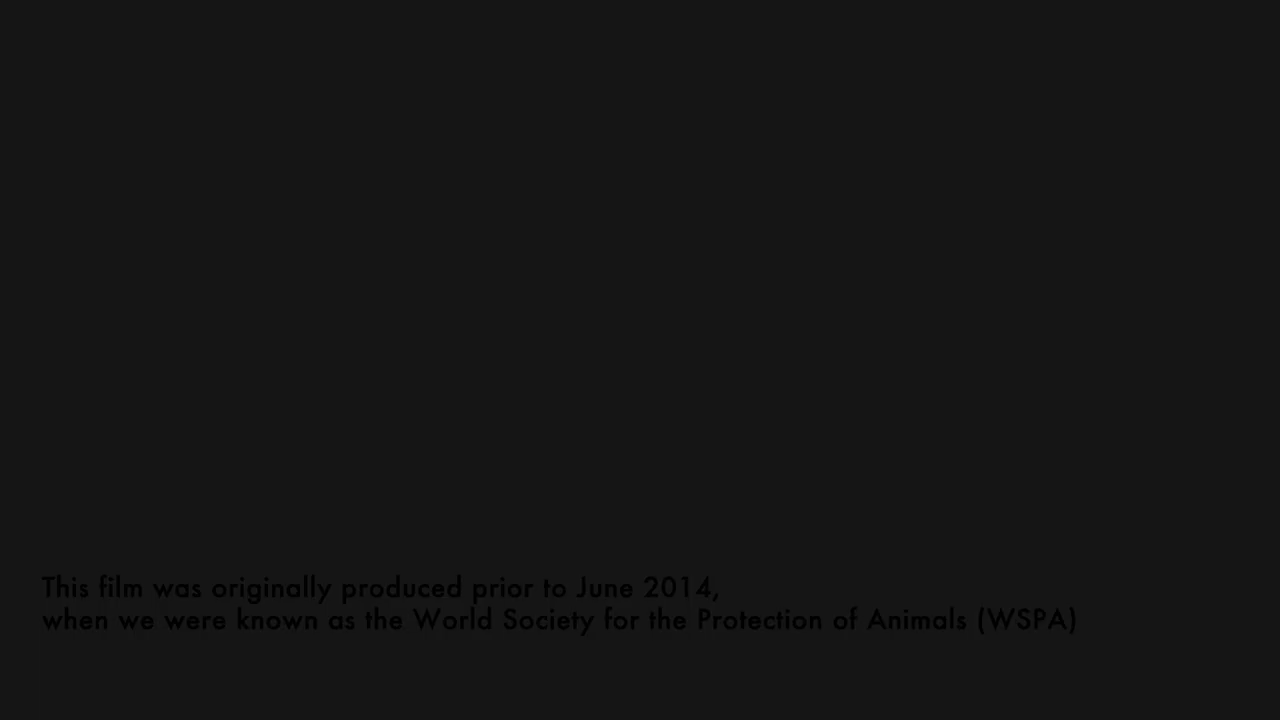 This film was originally produced prior to June 2014,
when we were known as the World Society for the Protection of Animals (WSPA)